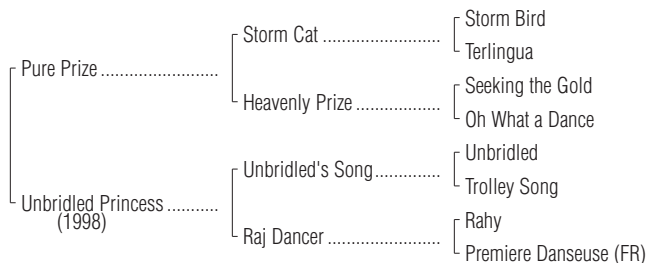 Storm Bird
Storm Cat ..........................
Terlingua
Pure Prize ..........................
Seeking the Gold
Heavenly Prize ...................
Oh What a Dance
Unbridled
Unbridled's Song ...............
Trolley Song
Unbridled Princess ...........
(1998)
Rahy
Raj Dancer .........................
Premiere Danseuse (FR)